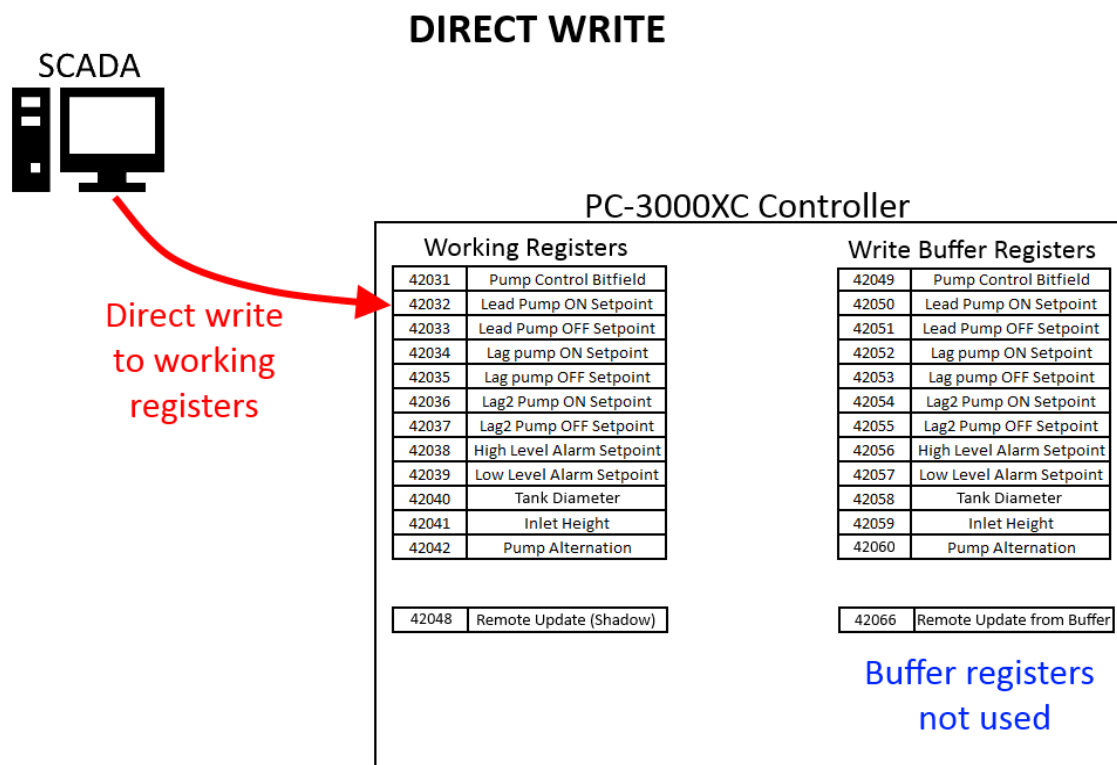 DIRECT WRITE
SCADA
Direct write
to working
registers
PC-3000XC Controller
Working Registers
42031 Pump Control Bitfield
42032 Lead Pump ON Setpoint
42033 Lead Pump OFF Setpoint
42034 Lag pump ON Setpoint
42035 Lag pump OFF Setpoint
42036 Lag2 Pump ON Setpoint
42037 Lag2 Pump OFF Setpoint
42038 High Level Alarm Setpoint
42039 Low Level Alarm Setpoint
42040 Tank Diameter
42041 Inlet Height
42042 Pump Alternation
42048 Remote Update (Shadow)
Write Buffer Registers
42049 Pump Control Bitfield
42050 Lead Pump ON Setpoint
42051 Lead Pump OFF Setpoint
42052 Lag pump ON Setpoint
42053 Lag pump OFF Setpoint
42054 Lag2 Pump ON Setpoint
42055 Lag2 Pump OFF Setpoint
42056 High Level Alarm Setpoint
42057 Low Level Alarm Setpoint
42058 Tank Diameter
42059 Inlet Height
42060 Pump Alternation
42066 Remote Update from Buffer
Buffer registers
not used